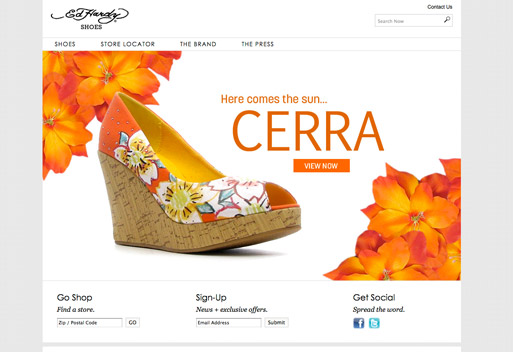 Ed Hardy
SHOES
Contact Us
Search Now
SHOES STORE LOCATOR THE BRAND THE PRESS
Here comes the sun...
CERRA
VIEW NOW
Go Shop
Find a store.
Zip / Postal Code GO
Sign-Up
News + exclusive offers.
Email Address Submit
Get Social
Spread the word.